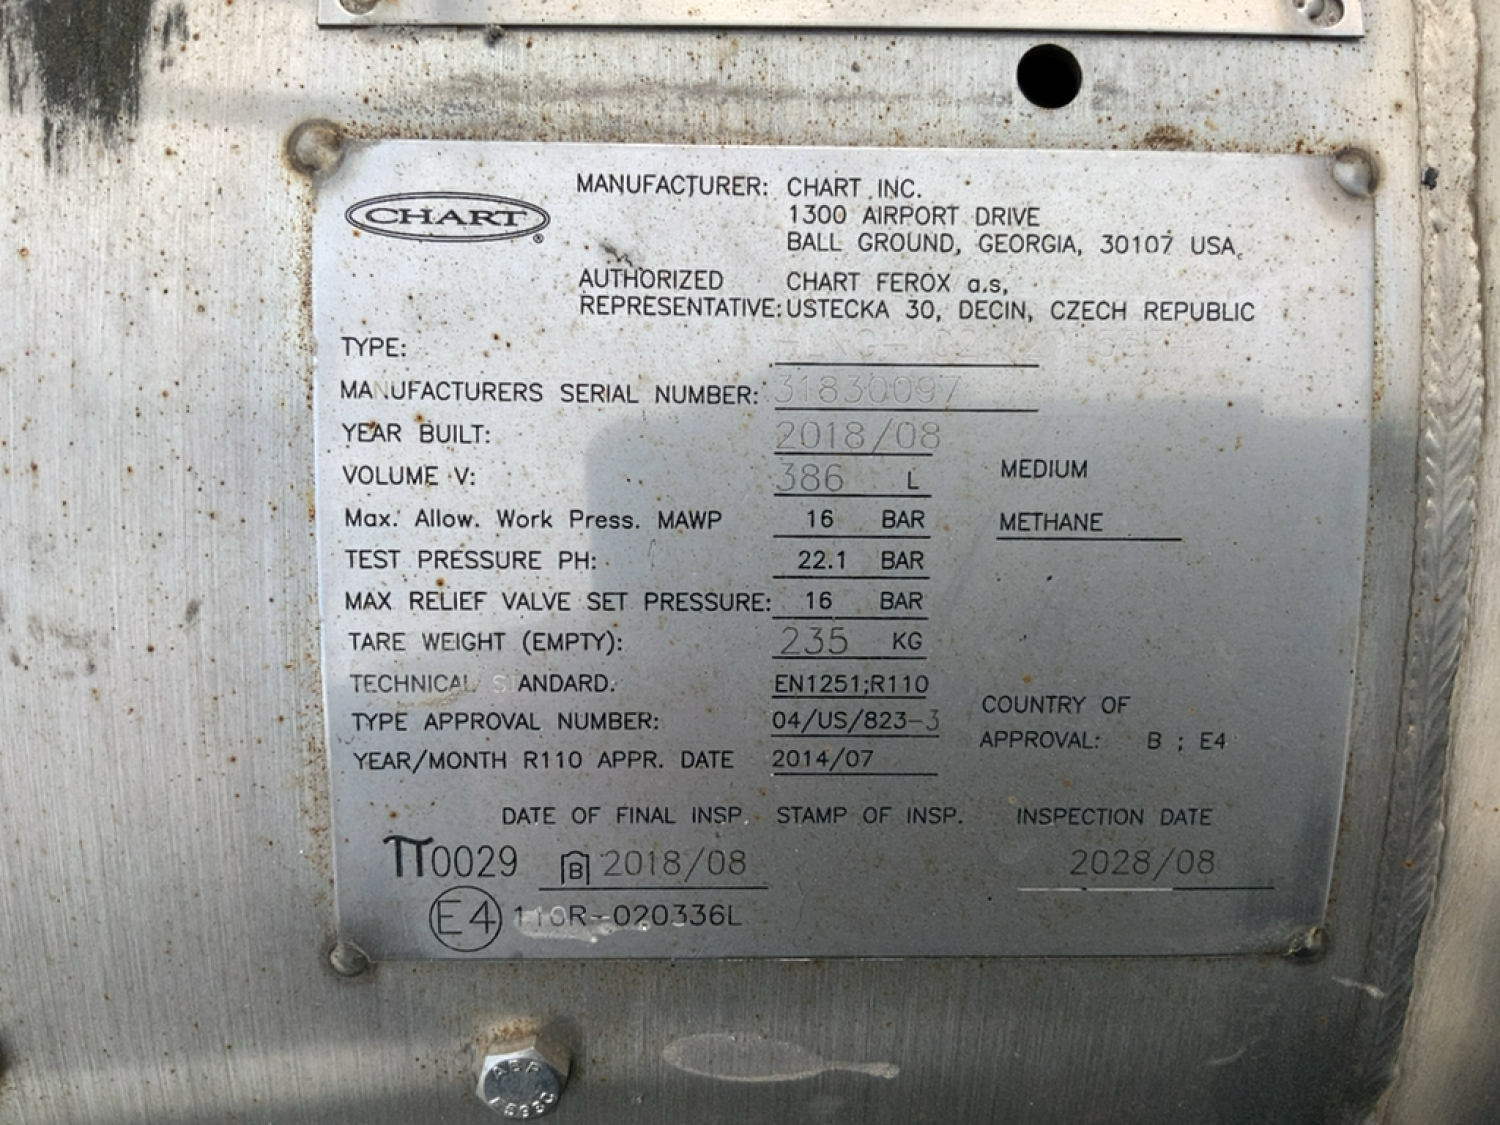 CHART®
MANUFACTURER: CHART INC.
1300 AIRPORT DRIVE
BALL GROUND, GEORGIA, 30107 USA
AUTHORIZED CHART FEROX a.s,
REPRESENTATIVE: USTECKA 30, DECIN, CZECH REPUBLIC
TYPE:
MANUFACTURERS SERIAL NUMBER: 31830097
YEAR BUILT: 2018/08
VOLUME V: 386 L MEDIUM
Max. Allow. Work Press. MAWP 16 BAR METHANE
TEST PRESSURE PH: 22.1 BAR
MAX RELIEF VALVE SET PRESSURE: 16 BAR
TARE WEIGHT (EMPTY): 235 KG
TECHNICAL STANDARD: EN1251;R110
TYPE APPROVAL NUMBER: 04/US/823-3 COUNTRY OF
YEAR/MONTH R110 APPR. DATE 2014/07 APPROVAL: B ; E4
DATE OF FINAL INSP. STAMP OF INSP. INSPECTION DATE
π0029 B 2018/08 2028/08
E4 110R-020336L